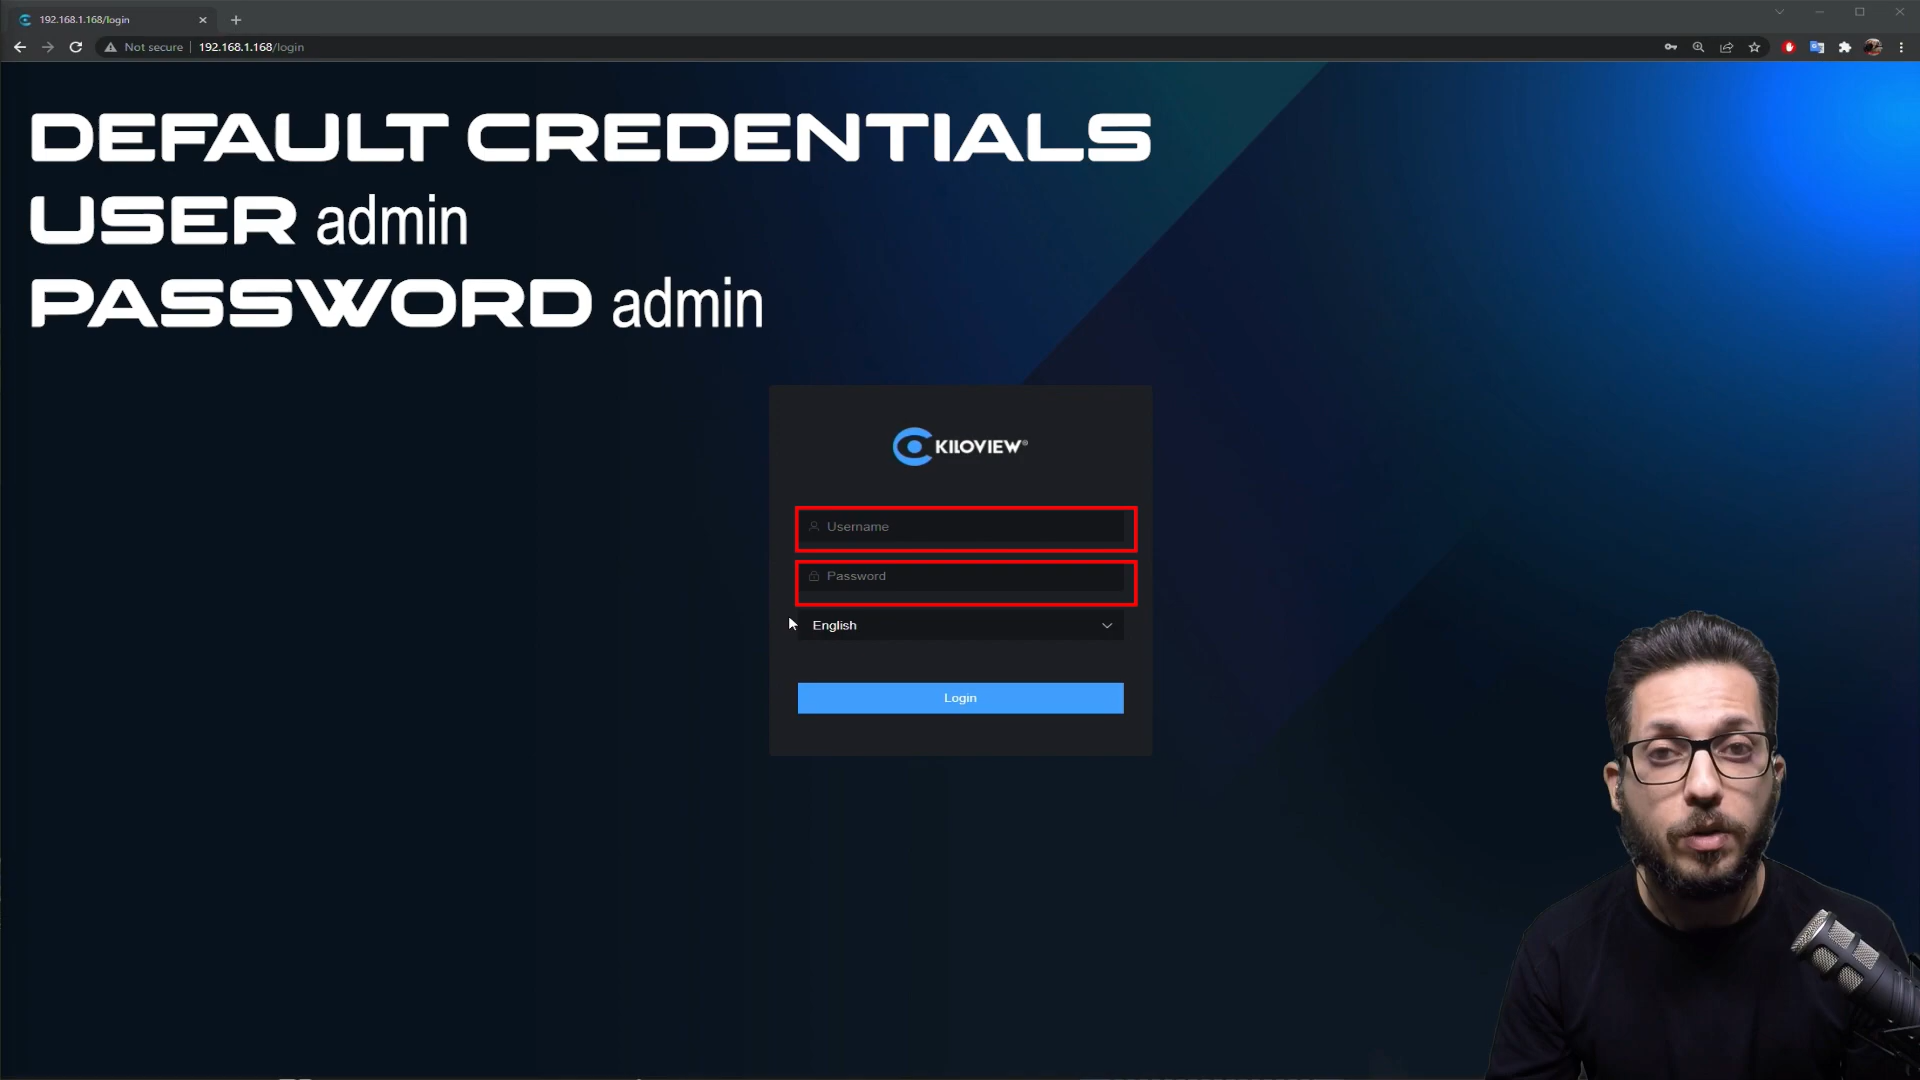 192.168.1.168/login
Not secure
192.168.1.168/login
DEFAULT CREDENTIALS
USER admin
PASSWORD admin
KILOVIEW®
Username
Password
English
Login